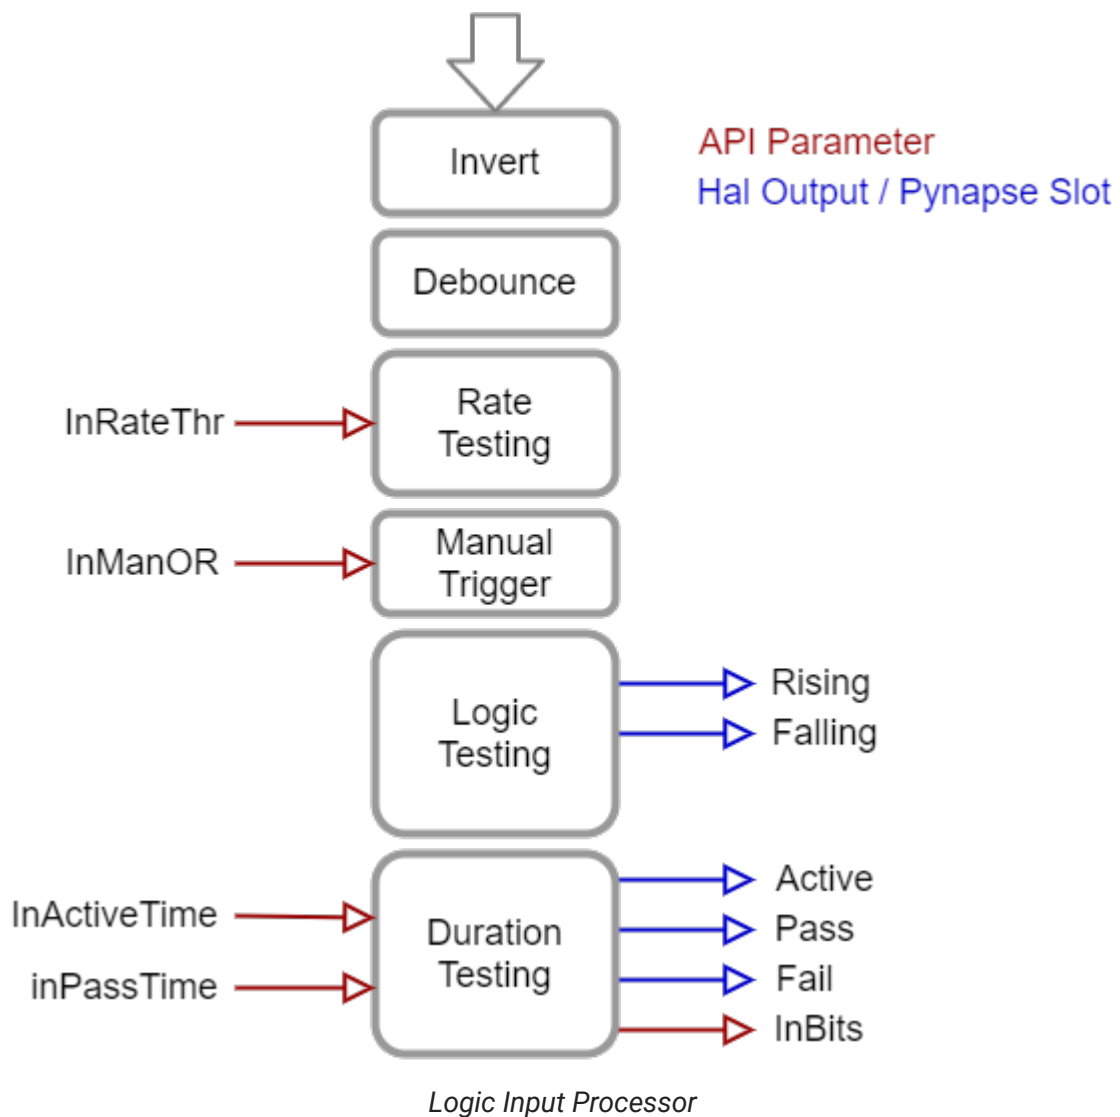 Invert
API Parameter
Hal Output / Pynapse Slot
Debounce
InRateThr
Rate
Testing
InManOR
Manual
Trigger
Logic
Testing
Rising
Falling
InActiveTime
inPassTime
Duration
Testing
Active
Pass
Fail
InBits
Logic Input Processor